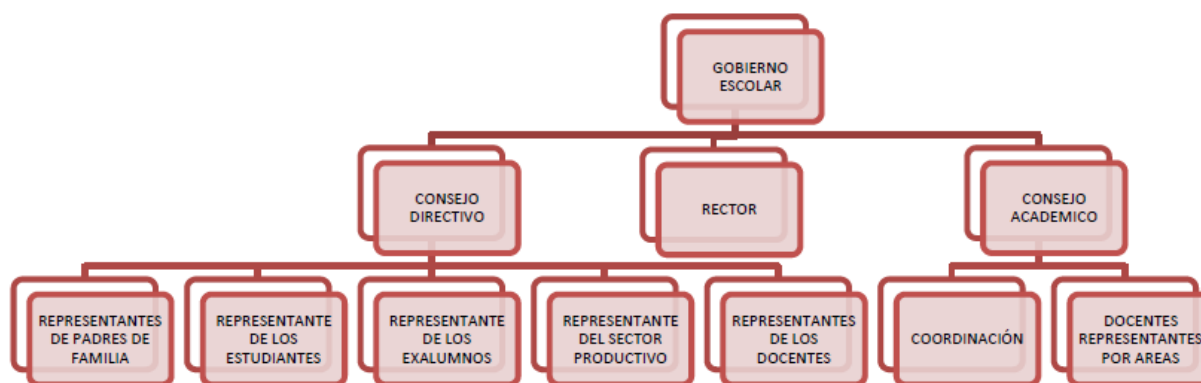 GOBIERNO
ESCOLAR
CONSEJO
DIRECTIVO
RECTOR
CONSEJO
ACADEMICO
REPRESENTANTES
DE PADRES DE
FAMILIA
REPRESENTANTE
DE LOS
ESTUDIANTES
REPRESENTANTE
DE LOS
EXALUMNOS
REPRESENTANTE
DEL SECTOR
PRODUCTIVO
REPRESENTANTES
DE LOS
DOCENTES
COORDINACIÓN
DOCENTES
REPRESENTANTES
POR AREAS